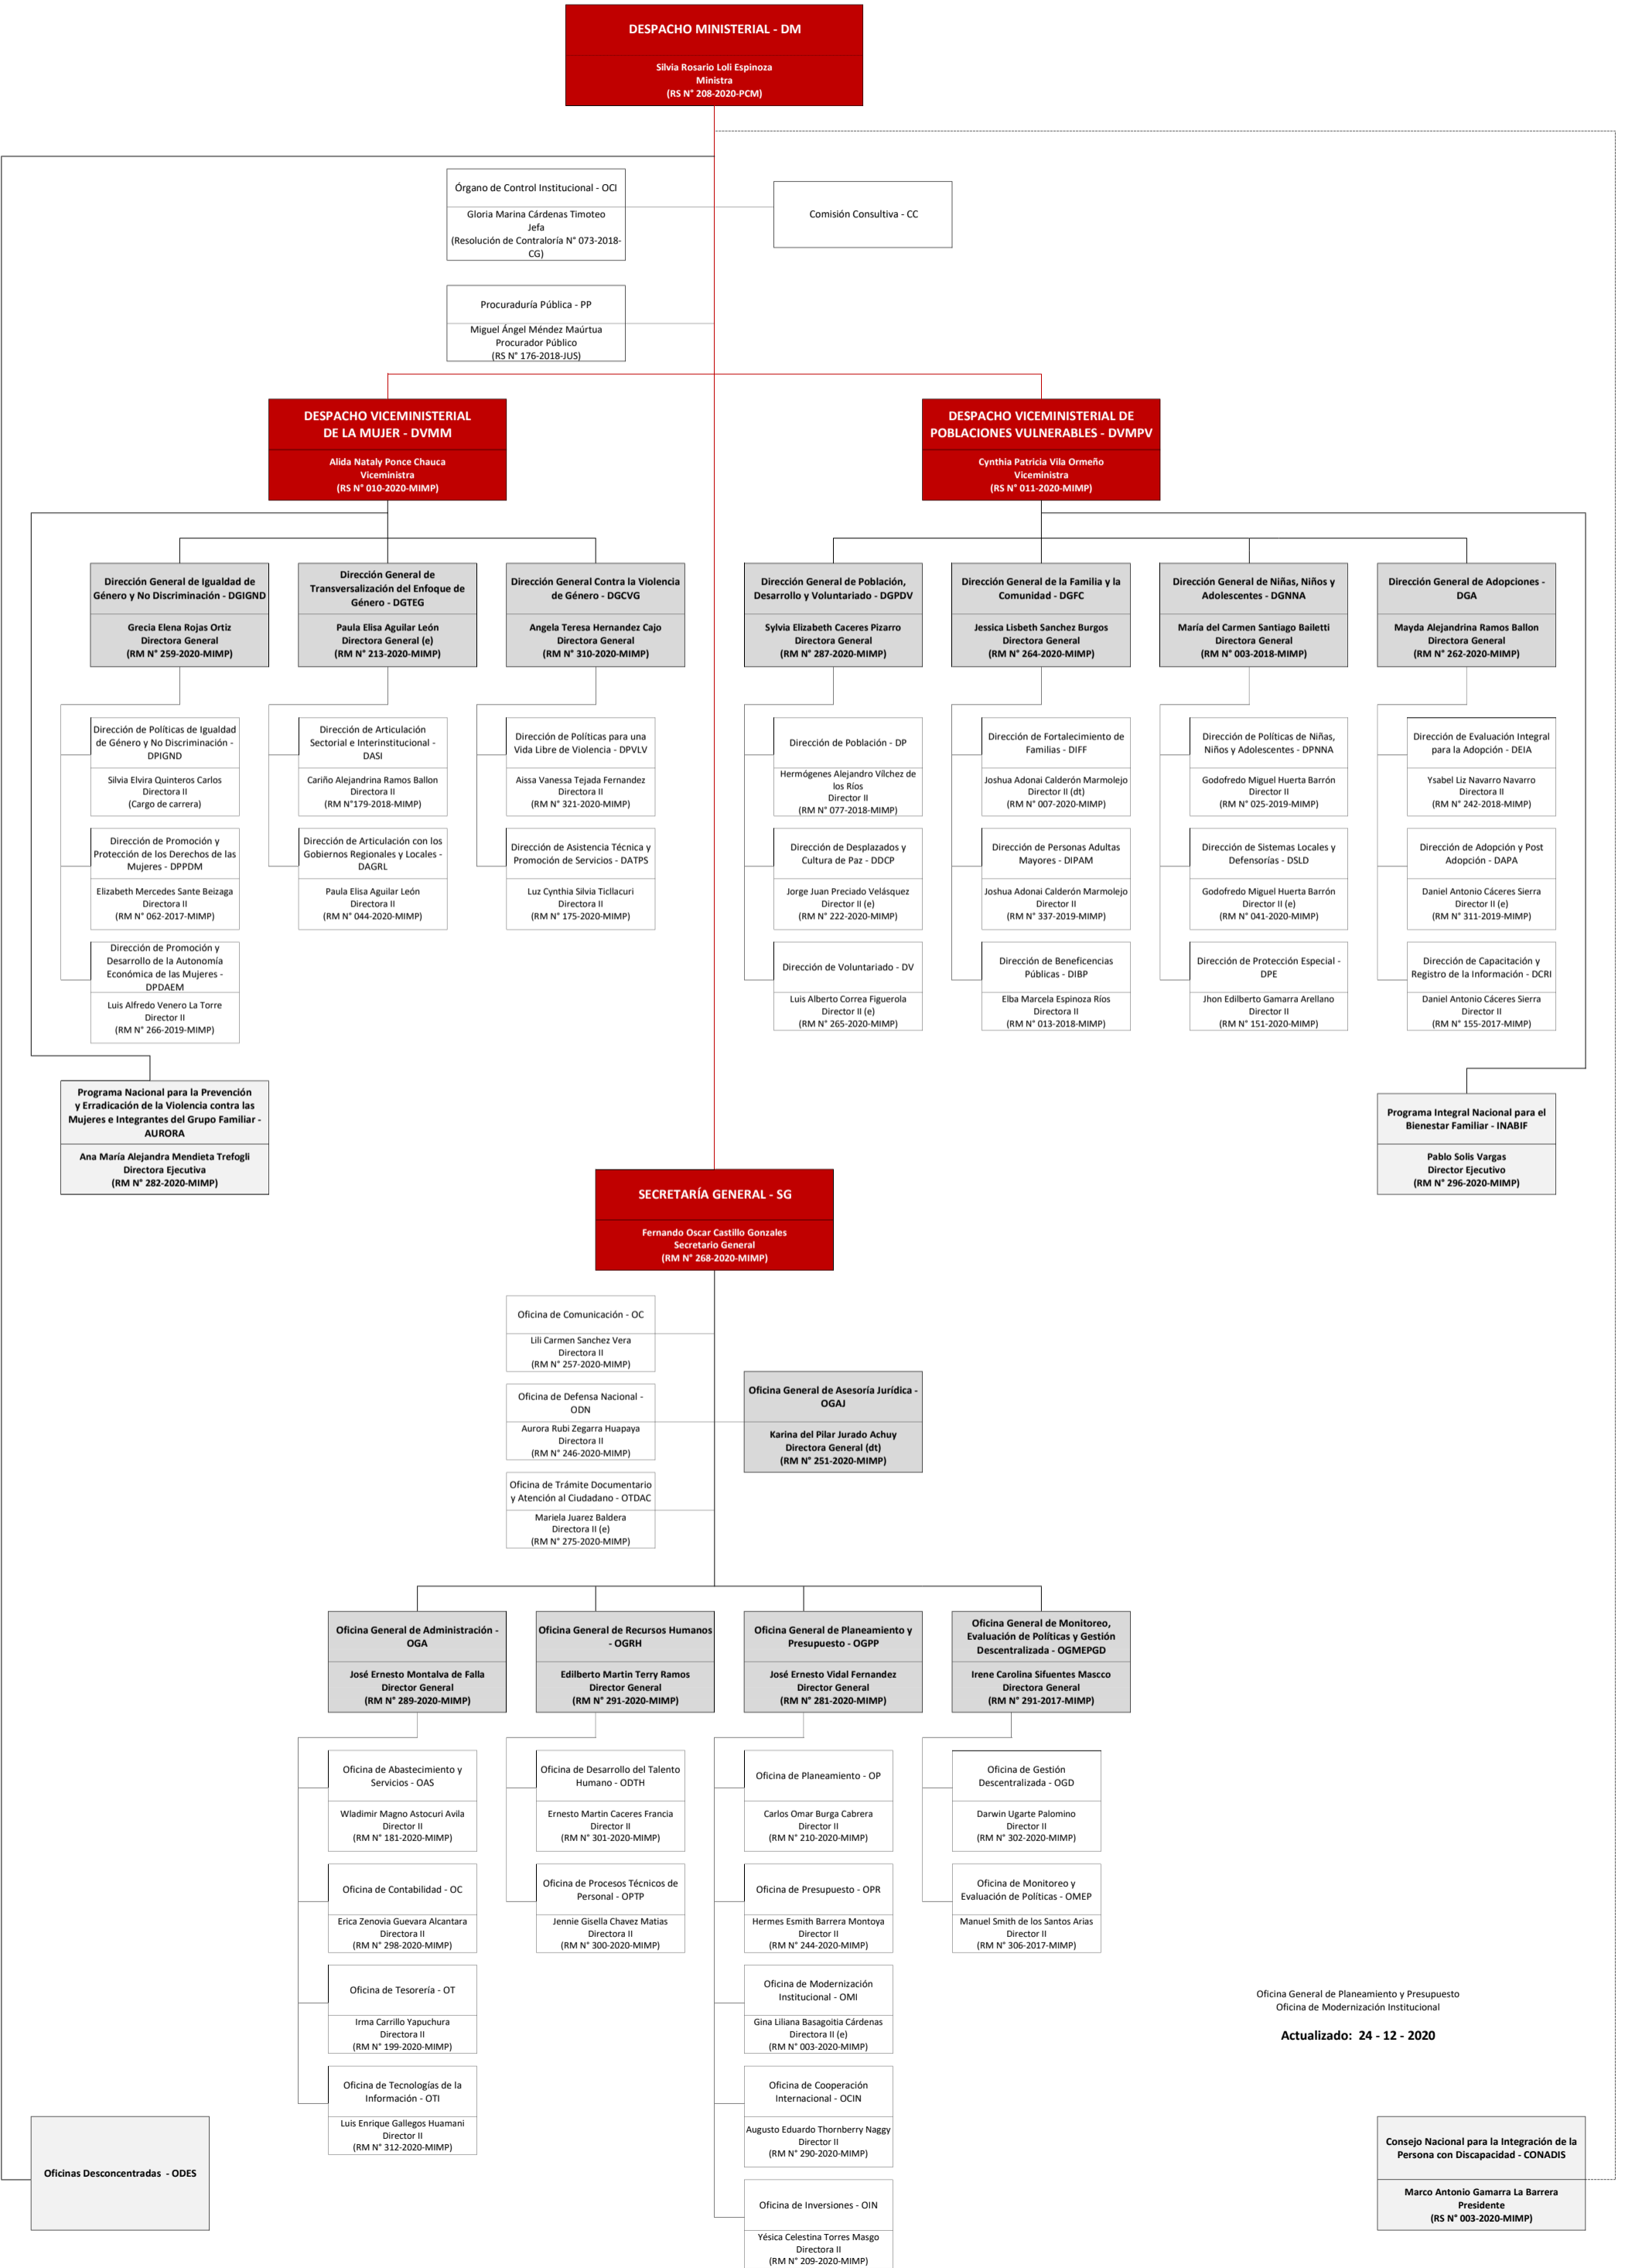 DESPACHO MINISTERIAL - DM
Silvia Rosario Loli Espinoza
Ministra
(RS N° 208-2020-PCM)
Órgano de Control Institucional - OCI
Gloria Marina Cárdenas Timoteo
Jefa
(Resolución de Contraloría N° 073-2018-
CG)
Comisión Consultiva - CC
Procuraduría Pública - PP
Miguel Ángel Méndez Maúrtua
Procurador Público
(RS N° 176-2018-JUS)
DESPACHO VICEMINISTERIAL
DE LA MUJER - DVMM
Alida Nataly Ponce Chauca
Viceministra
(RS N° 010-2020-MIMP)
DESPACHO VICEMINISTERIAL DE
POBLACIONES VULNERABLES - DVMPV
Cynthia Patricia Vila Ormeño
Viceministra
(RS N° 011-2020-MIMP)
Dirección General de Igualdad de
Género y No Discriminación - DGIGND
Grecia Elena Rojas Ortiz
Directora General
(RM N° 259-2020-MIMP)
Dirección General de
Transversalización del Enfoque de
Género - DGTEG
Paula Elisa Aguilar León
Directora General (e)
(RM N° 213-2020-MIMP)
Dirección General Contra la Violencia
de Género - DGCVG
Angela Teresa Hernandez Cajo
Directora General
(RM N° 310-2020-MIMP)
Dirección General de Población,
Desarrollo y Voluntariado - DGPDV
Sylvia Elizabeth Caceres Pizarro
Directora General
(RM N° 287-2020-MIMP)
Dirección General de la Familia y la
Comunidad - DGFC
Jessica Lisbeth Sanchez Burgos
Directora General
(RM N° 264-2020-MIMP)
Dirección General de Niñas, Niños y
Adolescentes - DGNNA
María del Carmen Santiago Bailetti
Directora General
(RM N° 003-2018-MIMP)
Dirección General de Adopciones -
DGA
Mayda Alejandrina Ramos Ballon
Directora General
(RM N° 262-2020-MIMP)
Dirección de Políticas de Igualdad
de Género y No Discriminación -
DPIGND
Silvia Elvira Quinteros Carlos
Directora II
(Cargo de carrera)
Dirección de Articulación
Sectorial e Interinstitucional -
DASI
Cariño Alejandrina Ramos Ballon
Directora II
(RM N°179-2018-MIMP)
Dirección de Políticas para una
Vida Libre de Violencia - DPVLV
Aissa Vanessa Tejada Fernandez
Directora II
(RM N° 321-2020-MIMP)
Dirección de Población - DP
Hermógenes Alejandro Vílchez de
los Ríos
Director II
(RM N° 077-2018-MIMP)
Dirección de Fortalecimiento de
Familias - DIFF
Joshua Adonai Calderón Marmolejo
Director II (dt)
(RM N° 007-2020-MIMP)
Dirección de Políticas de Niñas,
Niños y Adolescentes - DPNNA
Godofredo Miguel Huerta Barrón
Director II
(RM N° 025-2019-MIMP)
Dirección de Evaluación Integral
para la Adopción - DEIA
Ysabel Liz Navarro Navarro
Directora II
(RM N° 242-2018-MIMP)
Dirección de Promoción y
Protección de los Derechos de las
Mujeres - DPPDM
Elizabeth Mercedes Sante Beizaga
Directora II
(RM N° 062-2017-MIMP)
Dirección de Articulación con los
Gobiernos Regionales y Locales -
DAGRL
Paula Elisa Aguilar León
Directora II
(RM N° 044-2020-MIMP)
Dirección de Asistencia Técnica y
Promoción de Servicios - DATPS
Luz Cynthia Silvia Ticllacuri
Directora II
(RM N° 175-2020-MIMP)
Dirección de Desplazados y
Cultura de Paz - DDCP
Jorge Juan Preciado Velásquez
Director II (e)
(RM N° 222-2020-MIMP)
Dirección de Personas Adultas
Mayores - DIPAM
Joshua Adonai Calderón Marmolejo
Director II
(RM N° 337-2019-MIMP)
Dirección de Sistemas Locales y
Defensorías - DSLD
Godofredo Miguel Huerta Barrón
Director II (e)
(RM N° 041-2020-MIMP)
Dirección de Adopción y Post
Adopción - DAPA
Daniel Antonio Cáceres Sierra
Director II (e)
(RM N° 311-2019-MIMP)
Dirección de Promoción y
Desarrollo de la Autonomía
Económica de las Mujeres -
DPDAEM
Luis Alfredo Venero La Torre
Director II
(RM N° 266-2019-MIMP)
Dirección de Voluntariado - DV
Luis Alberto Correa Figuerola
Director II (e)
(RM N° 265-2020-MIMP)
Dirección de Beneficencias
Públicas - DIBP
Elba Marcela Espinoza Ríos
Directora II
(RM N° 013-2018-MIMP)
Dirección de Protección Especial -
DPE
Jhon Edilberto Gamarra Arellano
Director II
(RM N° 151-2020-MIMP)
Dirección de Capacitación y
Registro de la Información - DCRI
Daniel Antonio Cáceres Sierra
Director II
(RM N° 155-2017-MIMP)
Programa Nacional para la Prevención
y Erradicación de la Violencia contra las
Mujeres e Integrantes del Grupo Familiar -
AURORA
Ana María Alejandra Mendieta Trefogli
Directora Ejecutiva
(RM N° 282-2020-MIMP)
Programa Integral Nacional para el
Bienestar Familiar - INABIF
Pablo Solis Vargas
Director Ejecutivo
(RM N° 296-2020-MIMP)
SECRETARÍA GENERAL - SG
Fernando Oscar Castillo Gonzales
Secretario General
(RM N° 268-2020-MIMP)
Oficina de Comunicación - OC
Lili Carmen Sanchez Vera
Directora II
(RM N° 257-2020-MIMP)
Oficina de Defensa Nacional -
ODN
Aurora Rubi Zegarra Huapaya
Directora II
(RM N° 246-2020-MIMP)
Oficina General de Asesoría Jurídica -
OGAJ
Karina del Pilar Jurado Achuy
Directora General (dt)
(RM N° 251-2020-MIMP)
Oficina de Trámite Documentario
y Atención al Ciudadano - OTDAC
Mariela Juarez Baldera
Directora II (e)
(RM N° 275-2020-MIMP)
Oficina General de Administración -
OGA
José Ernesto Montalva de Falla
Director General
(RM N° 289-2020-MIMP)
Oficina General de Recursos Humanos
- OGRH
Edilberto Martin Terry Ramos
Director General
(RM N° 291-2020-MIMP)
Oficina General de Planeamiento y
Presupuesto - OGPP
José Ernesto Vidal Fernandez
Director General
(RM N° 281-2020-MIMP)
Oficina General de Monitoreo,
Evaluación de Políticas y Gestión
Descentralizada - OGMEPGD
Irene Carolina Sifuentes Mascco
Directora General
(RM N° 291-2017-MIMP)
Oficina de Abastecimiento y
Servicios - OAS
Wladimir Magno Astocuri Avila
Director II
(RM N° 181-2020-MIMP)
Oficina de Desarrollo del Talento
Humano - ODTH
Ernesto Martin Caceres Francia
Director II
(RM N° 301-2020-MIMP)
Oficina de Planeamiento - OP
Carlos Omar Burga Cabrera
Director II
(RM N° 210-2020-MIMP)
Oficina de Gestión
Descentralizada - OGD
Darwin Ugarte Palomino
Director II
(RM N° 302-2020-MIMP)
Oficina de Contabilidad - OC
Erica Zenovia Guevara Alcantara
Directora II
(RM N° 298-2020-MIMP)
Oficina de Procesos Técnicos de
Personal - OPTP
Jennie Gisella Chavez Matias
Directora II
(RM N° 300-2020-MIMP)
Oficina de Presupuesto - OPR
Hermes Esmith Barrera Montoya
Director II
(RM N° 244-2020-MIMP)
Oficina de Monitoreo y
Evaluación de Políticas - OMEP
Manuel Smith de los Santos Arias
Director II
(RM N° 306-2017-MIMP)
Oficina de Tesorería - OT
Irma Carrillo Yapuchura
Directora II
(RM N° 199-2020-MIMP)
Oficina de Modernización
Institucional - OMI
Gina Liliana Basagoitia Cárdenas
Directora II (e)
(RM N° 003-2020-MIMP)
Oficina General de Planeamiento y Presupuesto
Oficina de Modernización Institucional
Actualizado: 24 - 12 - 2020
Oficina de Tecnologías de la
Información - OTI
Luis Enrique Gallegos Huamani
Director II
(RM N° 312-2020-MIMP)
Oficina de Cooperación
Internacional - OCIN
Augusto Eduardo Thornberry Naggy
Director II
(RM N° 290-2020-MIMP)
Oficinas Desconcentradas - ODES
Consejo Nacional para la Integración de la
Persona con Discapacidad - CONADIS
Marco Antonio Gamarra La Barrera
Presidente
(RS N° 003-2020-MIMP)
Oficina de Inversiones - OIN
Yésica Celestina Torres Masgo
Directora II
(RM N° 209-2020-MIMP)